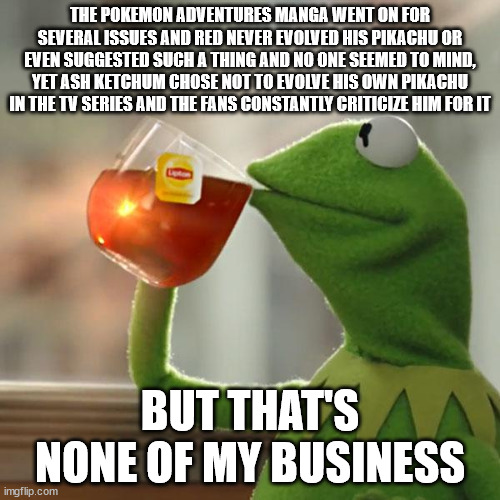 THE POKEMON ADVENTURES MANGA WENT ON FOR
SEVERAL ISSUES AND RED NEVER EVOLVED HIS PIKACHU OR
EVEN SUGGESTED SUCH A THING AND NO ONE SEEMED TO MIND,
YET ASH KETCHUM CHOSE NOT TO EVOLVE HIS OWN PIKACHU
IN THE TV SERIES AND THE FANS CONSTANTLY CRITICIZE HIM FOR IT
Lipton
BUT THAT'S
NONE OF MY BUSINESS
imgflip.com